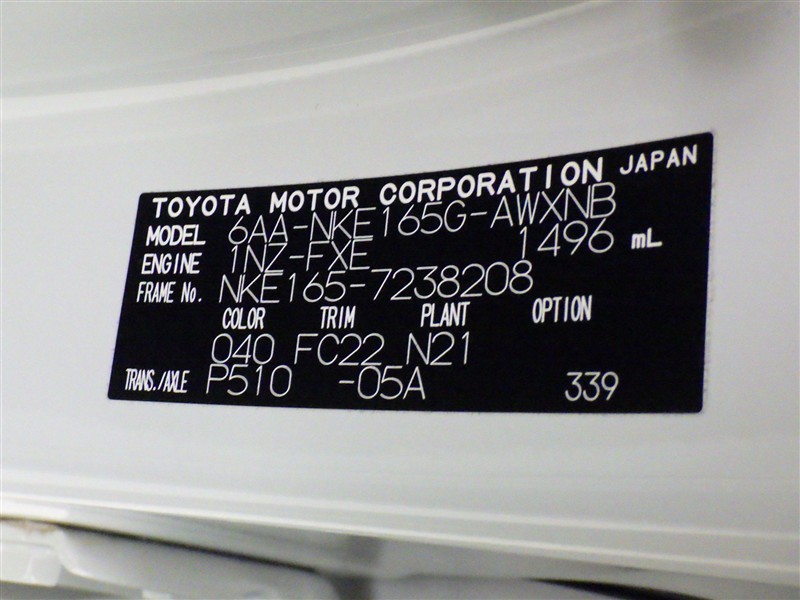 TOYOTA MOTOR CORPORATION JAPAN
MODEL 6AA-NKE165G-AWXNB
ENGINE 1NZ-FXE 1496 mL
FRAME No. NKE165-7238208
COLOR TRIM PLANT OPTION
040 FC22 N21
TRANS./AXLE P510 -05A 339